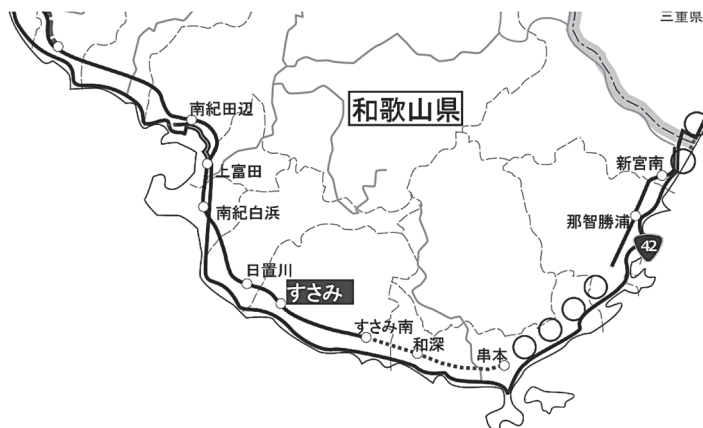 三重県
和歌山県
南紀田辺
上富田
新宮南
南紀白浜
那智勝浦
42
日置川
すさみ
すさみ南
和深
串本